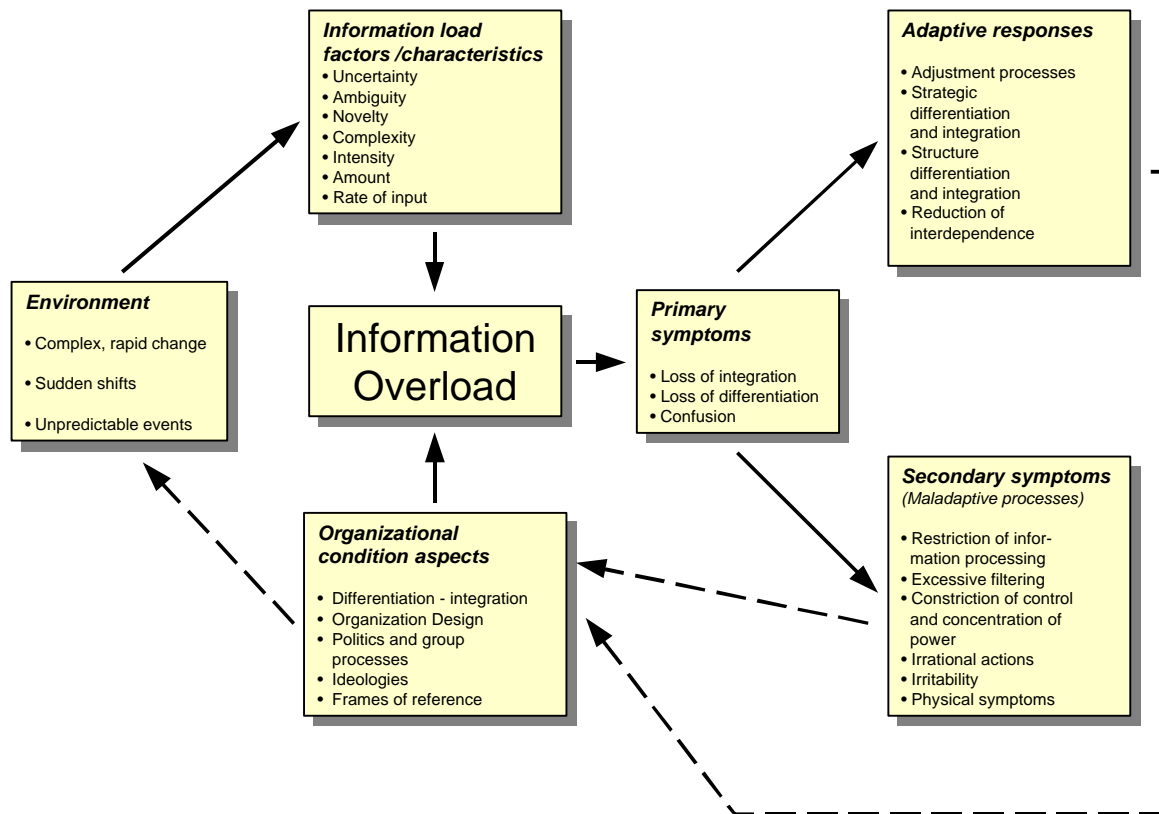 Information load
factors /characteristics
• Uncertainty
• Ambiguity
• Novelty
• Complexity
• Intensity
• Amount
• Rate of input
Adaptive responses
• Adjustment processes
• Strategic
differentiation
and integration
• Structure
differentiation
and integration
• Reduction of
interdependence
Environment
• Complex, rapid change
• Sudden shifts
• Unpredictable events
Information
Overload
Primary
symptoms
• Loss of integration
• Loss of differentiation
• Confusion
Organizational
condition aspects
• Differentiation - integration
• Organization Design
• Politics and group
processes
• Ideologies
• Frames of reference
Secondary symptoms
(Maladaptive processes)
• Restriction of infor-
mation processing
• Excessive filtering
• Constriction of control
and concentration of
power
• Irrational actions
• Irritability
• Physical symptoms